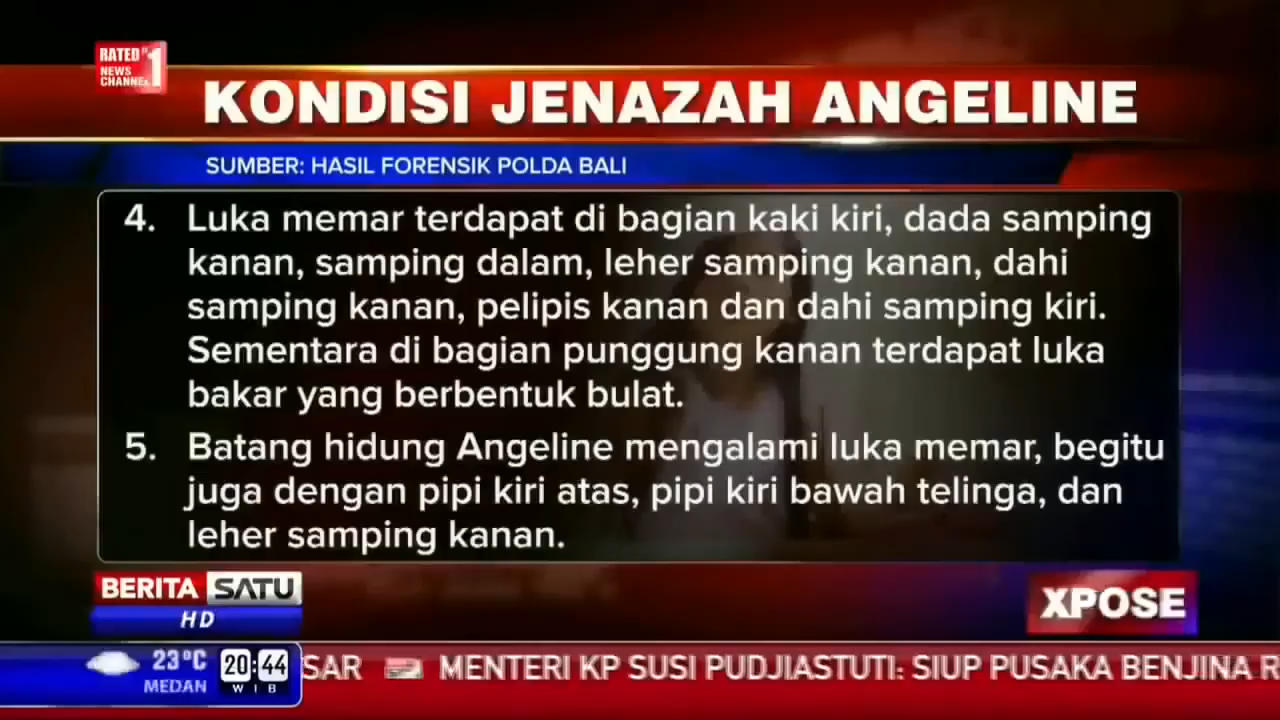 RATED #1
NEWS
CHANNEL
KONDISI JENAZAH ANGELINE
SUMBER: HASIL FORENSIK POLDA BALI
4. Luka memar terdapat di bagian kaki kiri, dada samping
kanan, samping dalam, leher samping kanan, dahi
samping kanan, pelipis kanan dan dahi samping kiri.
Sementara di bagian punggung kanan terdapat luka
bakar yang berbentuk bulat.
5. Batang hidung Angeline mengalami luka memar, begitu
juga dengan pipi kiri atas, pipi kiri bawah telinga, dan
leher samping kanan.
BERITA SATU
HD
XPOSE
23°C
MEDAN
20:44
WIB
SAR MENTERI KP SUSI PUDJIASTUTI: SIUP PUSAKA BENJINA R